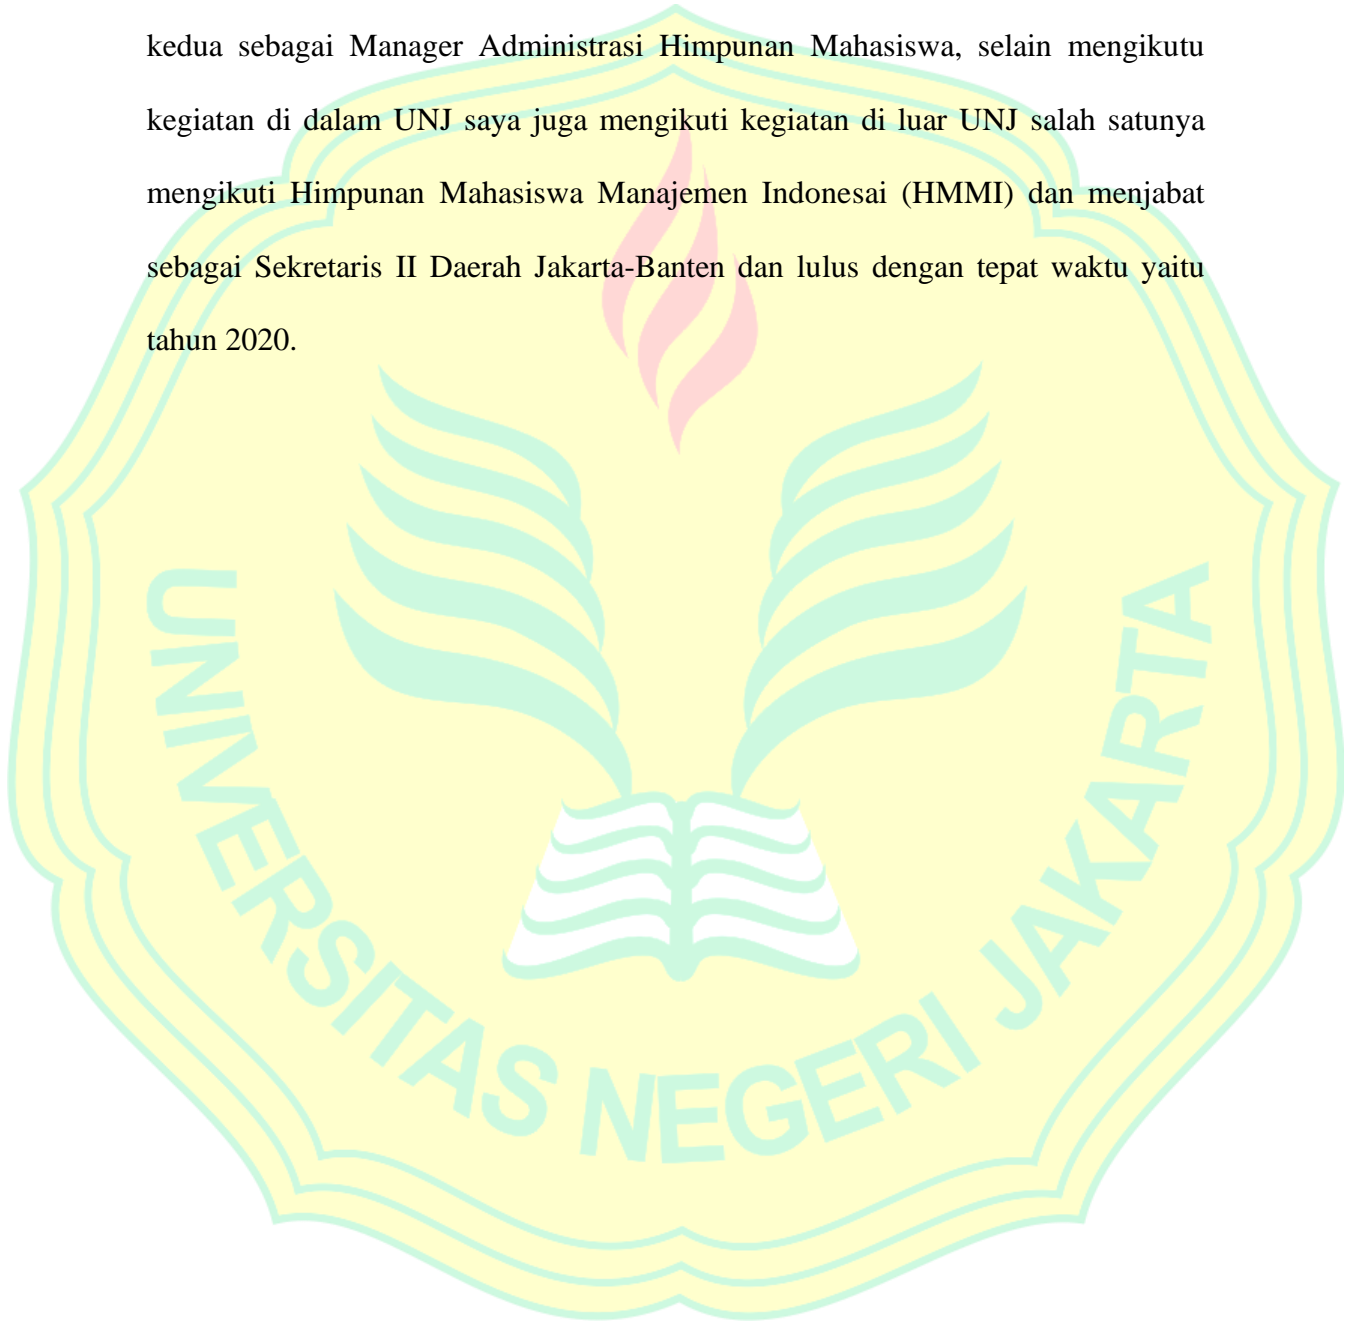 kedua sebagai Manager Administrasi Himpunan Mahasiswa, selain mengikutu
kegiatan di dalam UNJ saya juga mengikuti kegiatan di luar UNJ salah satunya
mengikuti Himpunan Mahasiswa Manajemen Indonesai (HMMI) dan menjabat
sebagai Sekretaris II Daerah Jakarta-Banten dan lulus dengan tepat waktu yaitu
tahun 2020.
UNIVERSITAS NEGERI JAKARTA